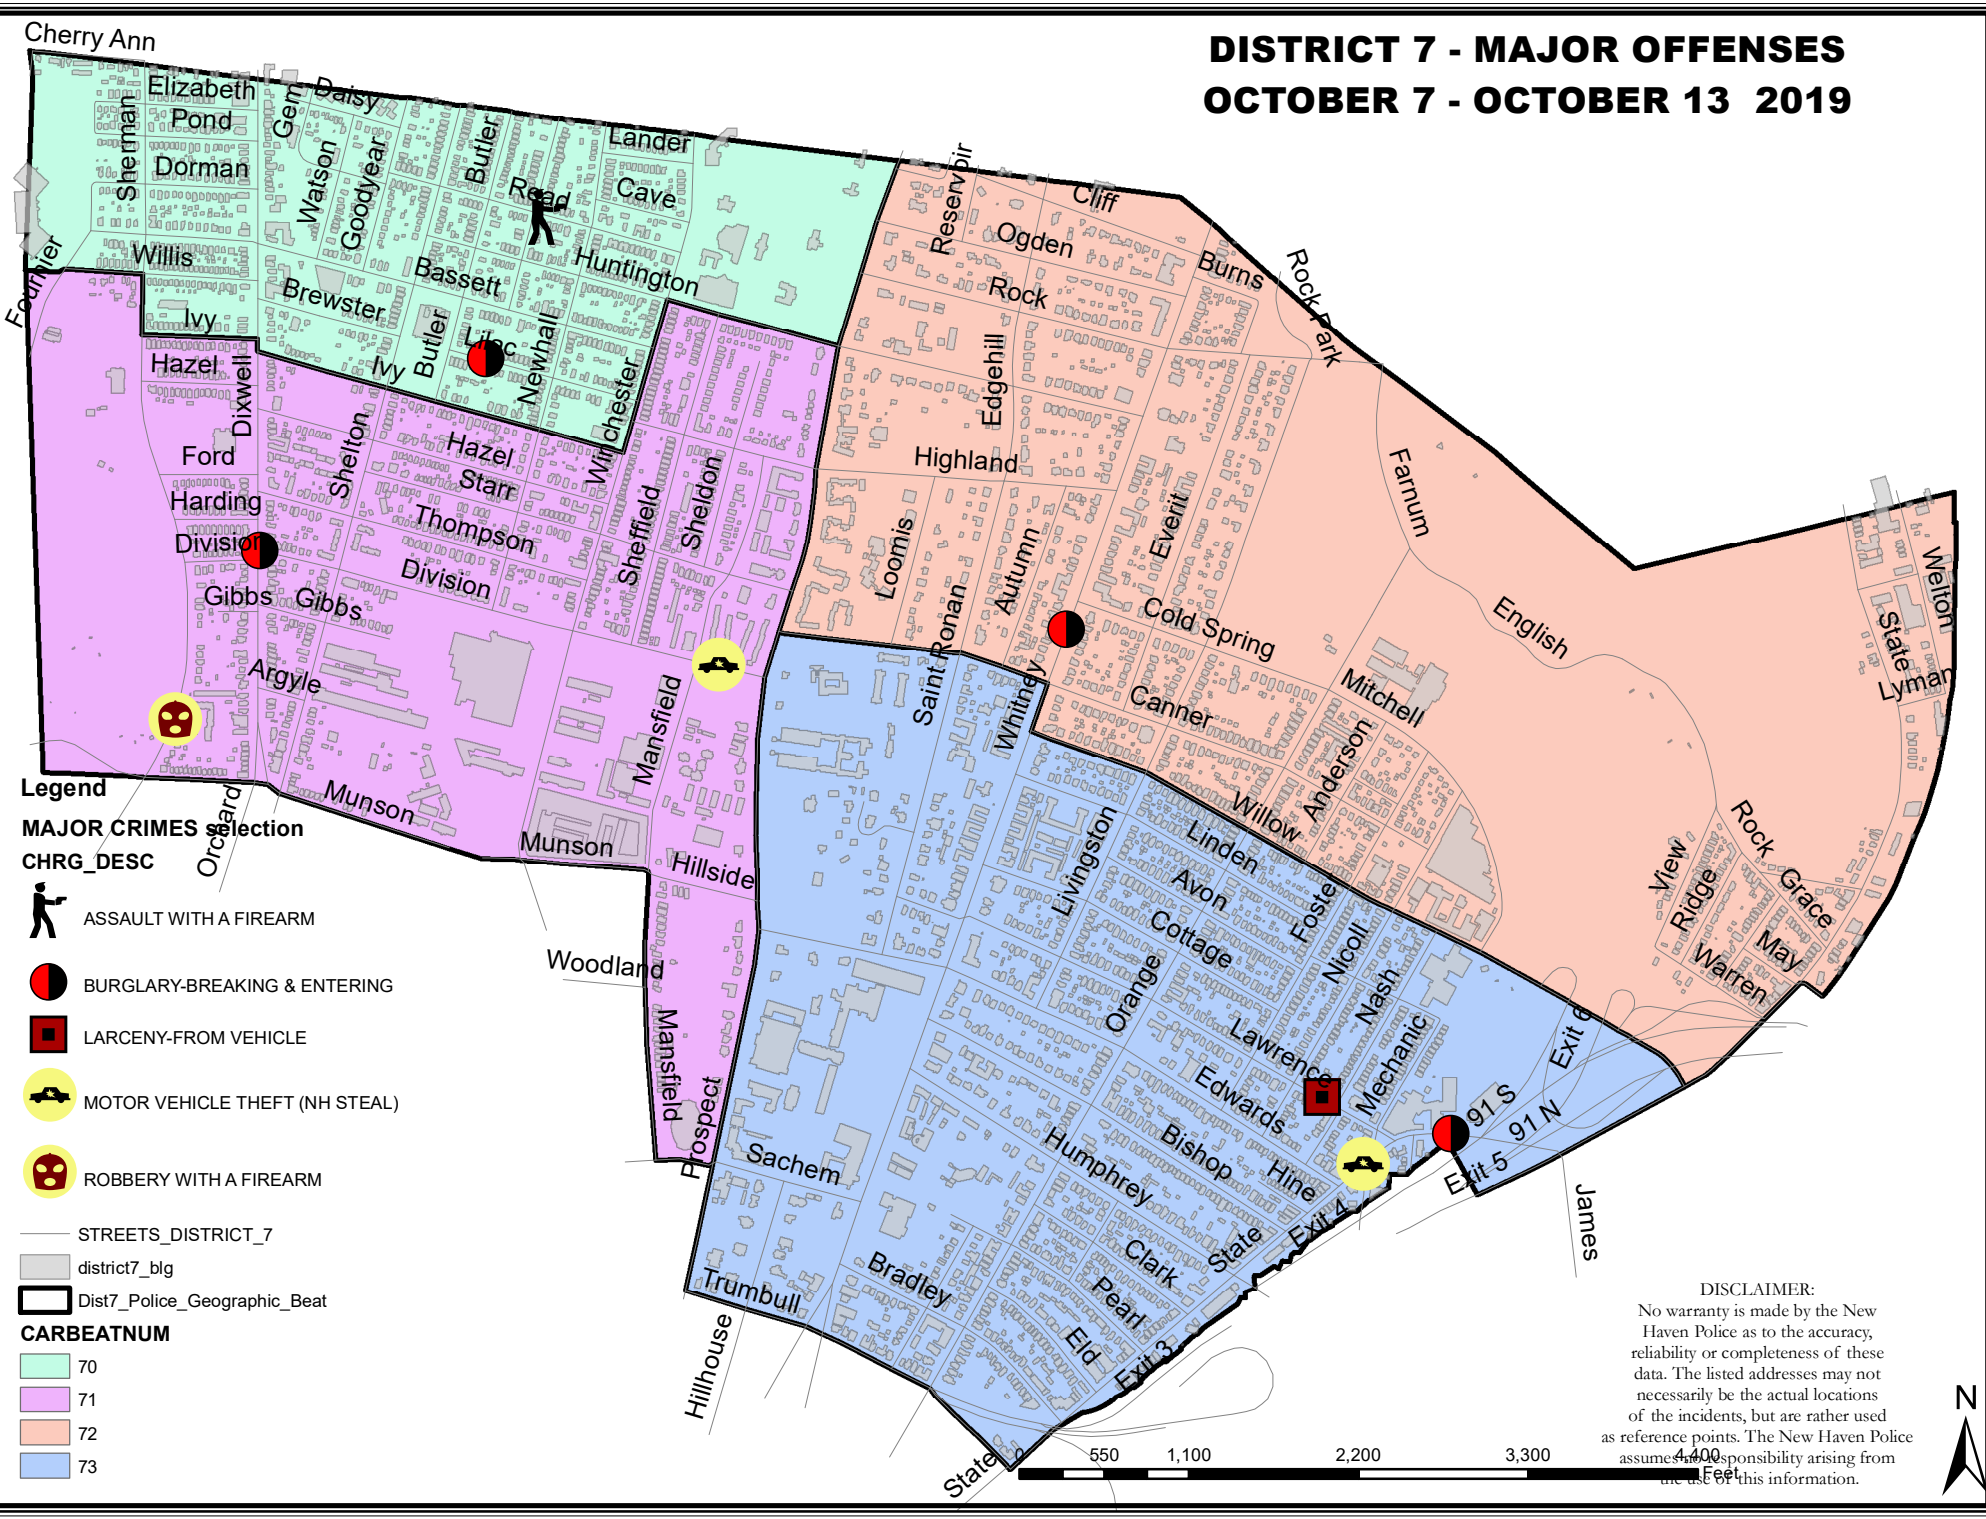 DISTRICT 7 - MAJOR OFFENSES
OCTOBER 7 - OCTOBER 13 2019
Cherry Ann
Elizabeth
Pond
Sherman
Dorman
Gem
Daisy
Watson
Goodyear
Butler
Read
Lander
Cave
Huntington
Fournier
Willis
Ivy
Brewster
Bassett
Butler
Lilac
Ivy
Newhall
Winchester
Hazel
Dixwell
Ford
Harding
Division
Gibbs
Gibbs
Shelton
Hazel
Starr
Thompson
Division
Sheffield
Sheldon
Argyle
Mansfield
Munson
Munson
Orchard
Hillside
Woodland
Mansfield
Prospect
Reservoir
Cliff
Ogden
Rock
Burns
Rock Park
Edgehill
Highland
Farnum
Loomis
Autumn
Everit
Saint Ronan
Whitney
Cold Spring
English
Canner
Mitchell
Anderson
Willow
Welton
State
Lyman
View
Ridge
Rock
Grace
May
Warren
Linden
Livingston
Avon
Cottage
Foster
Nicoll
Nash
Orange
Lawrence
Mechanic
Edwards
Exit 6
91 S
91 N
Exit 5
James
Bishop
Humphrey
Hine
Exit 4
State
Sachem
Clark
Pearl
Bradley
Eld
Exit 3
Trumbull
Hillhouse
State
Legend
MAJOR CRIMES selection
CHRG_DESC
ASSAULT WITH A FIREARM
BURGLARY-BREAKING & ENTERING
LARCENY-FROM VEHICLE
MOTOR VEHICLE THEFT (NH STEAL)
ROBBERY WITH A FIREARM
STREETS_DISTRICT_7
district7_blg
Dist7_Police_Geographic_Beat
CARBEATNUM
70
71
72
73
DISCLAIMER:
No warranty is made by the New
Haven Police as to the accuracy,
reliability or completeness of these
data. The listed addresses may not
necessarily be the actual locations
of the incidents, but are rather used
as reference points. The New Haven Police
assumes no responsibility arising from
the use of this information.
N
0 550 1,100 2,200 3,300 4,400
Feet